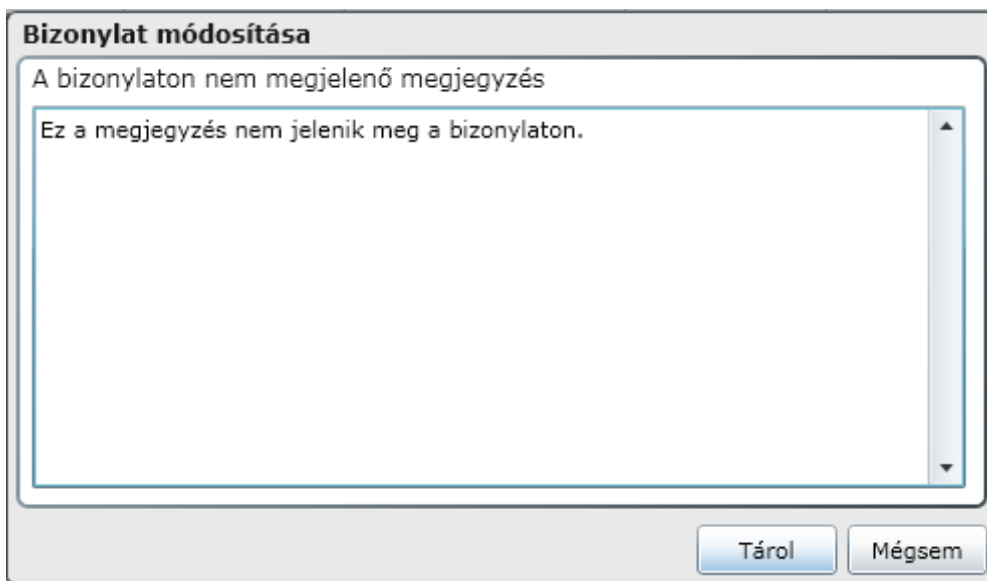 Bizonylat módosítása
A bizonylaton nem megjelenő megjegyzés
Ez a megjegyzés nem jelenik meg a bizonylaton.
Tárol
Mégsem